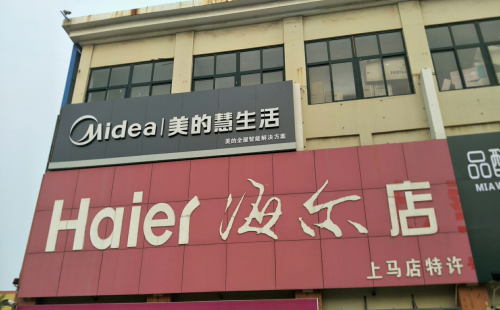 Midea 美的慧生活
美的全屋智能解决方案
Haier 海尔店
上马店特许
品
MIA